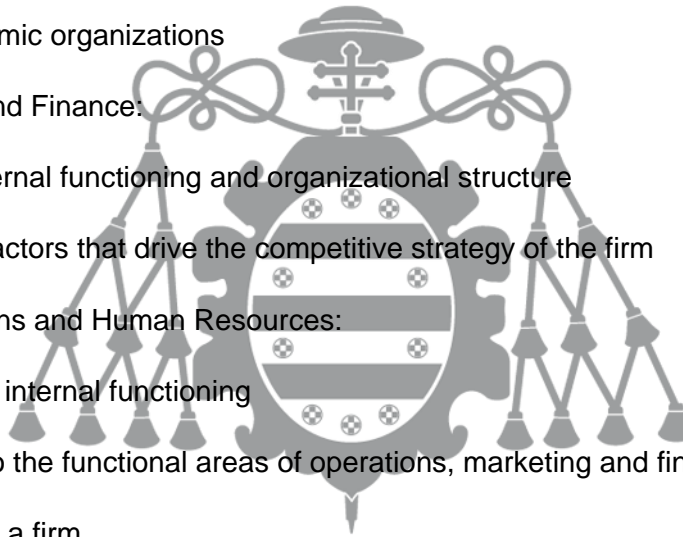 mic organizations
nd Finance:
ernal functioning and organizational structure
actors that drive the competitive strategy of the firm
ns and Human Resources:
internal functioning
o the functional areas of operations, marketing and fin
a firm